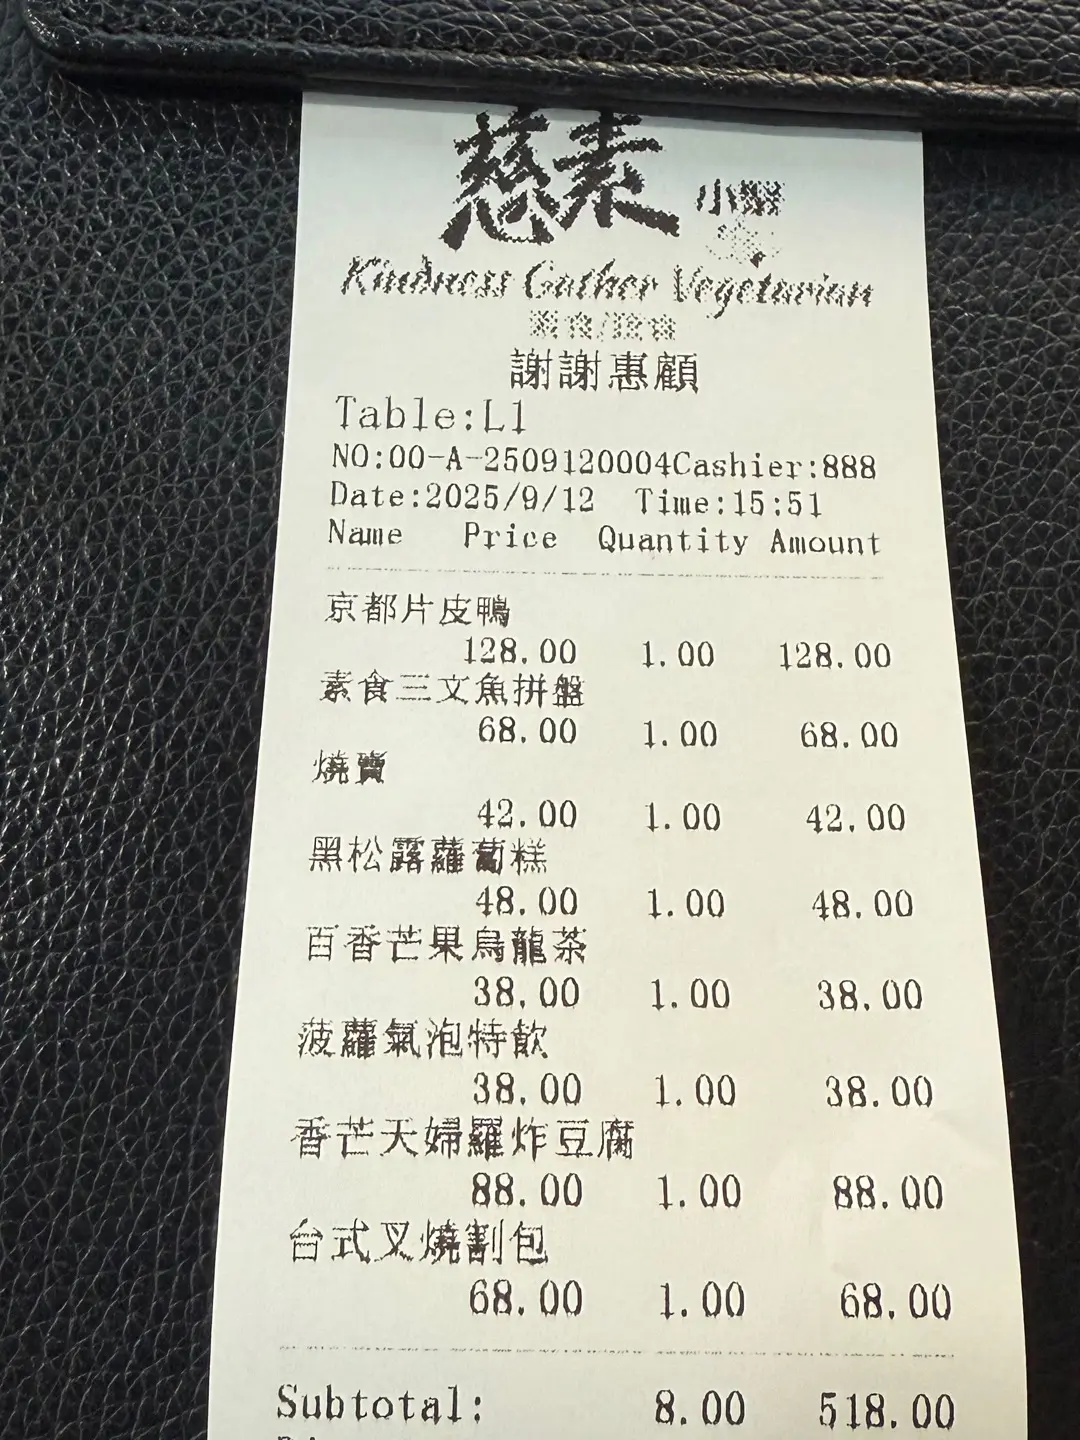 慈素
小
Kindness Gather Vegetarian
謝謝惠顧
Table:L1
NO:00-A-2509120004Cashier:888
Date:2025/9/12 Time:15:51
Name Price Quantity Amount
京都片皮鴨
128.00 1.00 128.00
素食三文魚拼盤
68.00 1.00 68.00
燒賣
42.00 1.00 42.00
黑松露蘿蔔糕
48.00 1.00 48.00
百香芒果烏龍茶
38.00 1.00 38.00
菠蘿氣泡特飲
38.00 1.00 38.00
香芒天婦羅炸豆腐
88.00 1.00 88.00
台式叉燒割包
68.00 1.00 68.00
Subtotal: 8.00 518.00